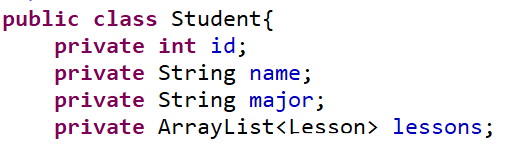 public class Student{
    private int id;
    private String name;
    private String major;
    private ArrayList<Lesson> lessons;